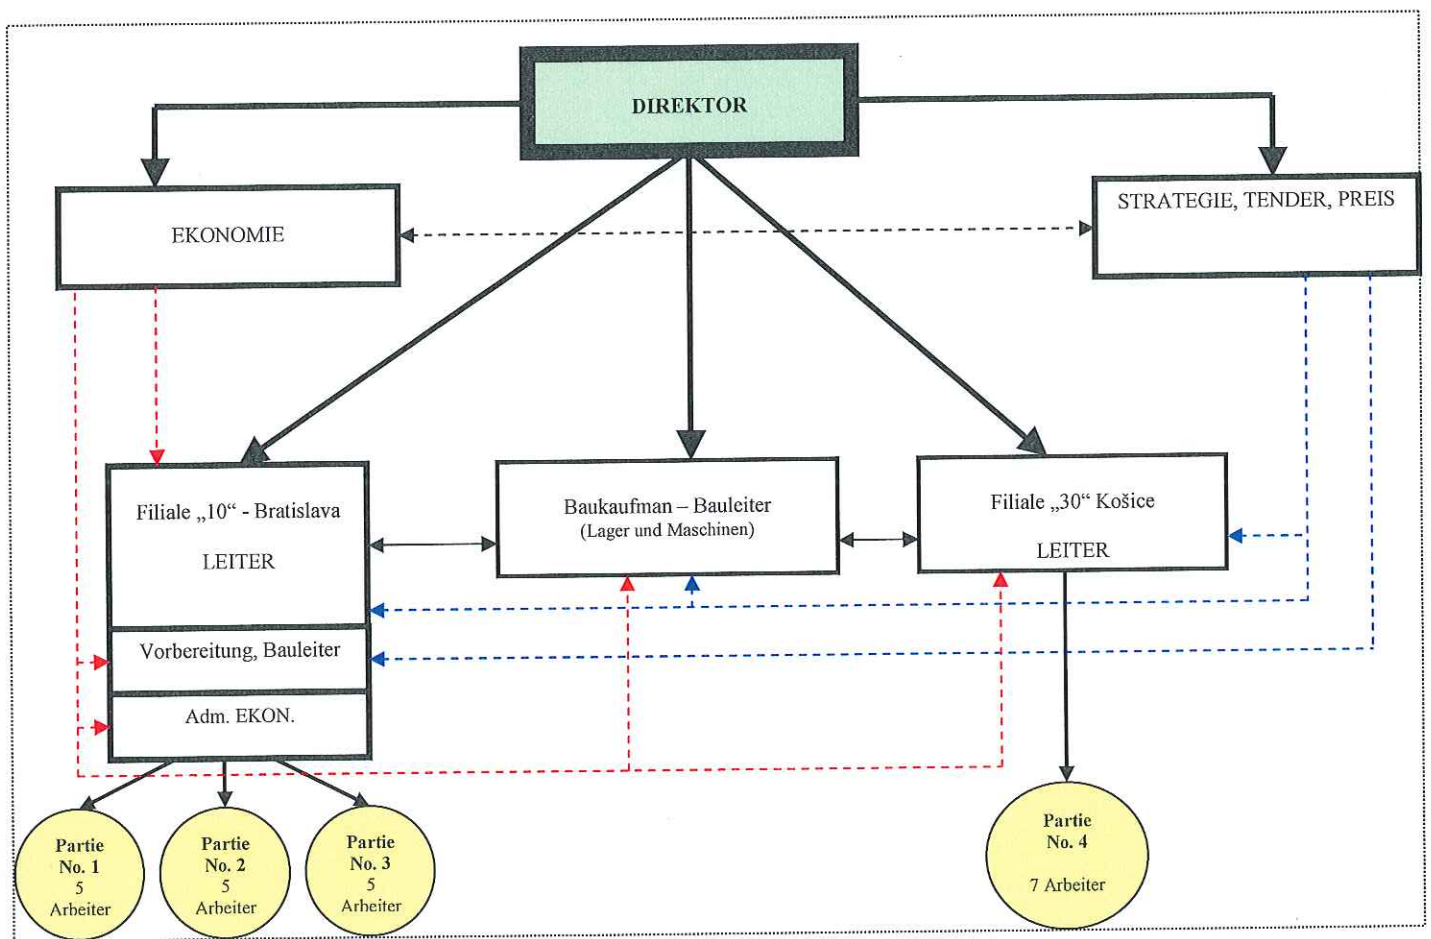 DIREKTOR
EKONOMIE
STRATEGIE, TENDER, PREIS
Filiale „10“ - Bratislava
LEITER
Vorbereitung, Bauleiter
Adm. EKON.
Baukaufman – Bauleiter
(Lager und Maschinen)
Filiale „30“ Košice
LEITER
Partie
No. 1
5
Arbeiter
Partie
No. 2
5
Arbeiter
Partie
No. 3
5
Arbeiter
Partie
No. 4
7 Arbeiter